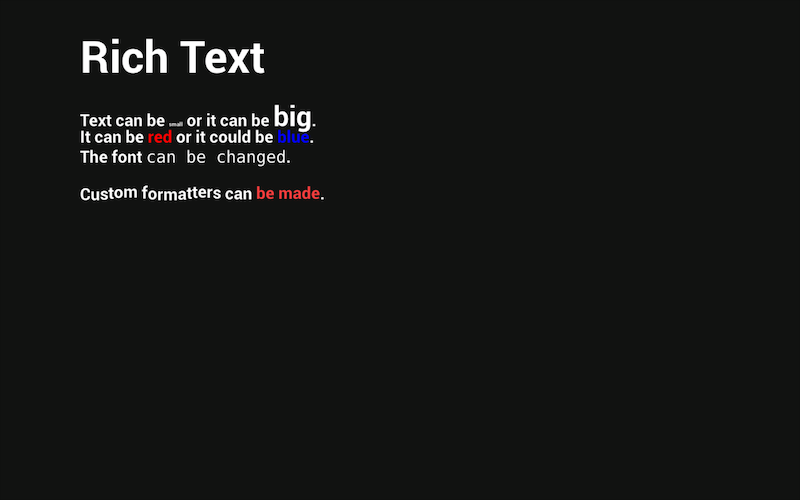 Rich Text
Text can be small or it can be big.
It can be red or it could be blue.
The font can be changed.
Custom formatters can be made.